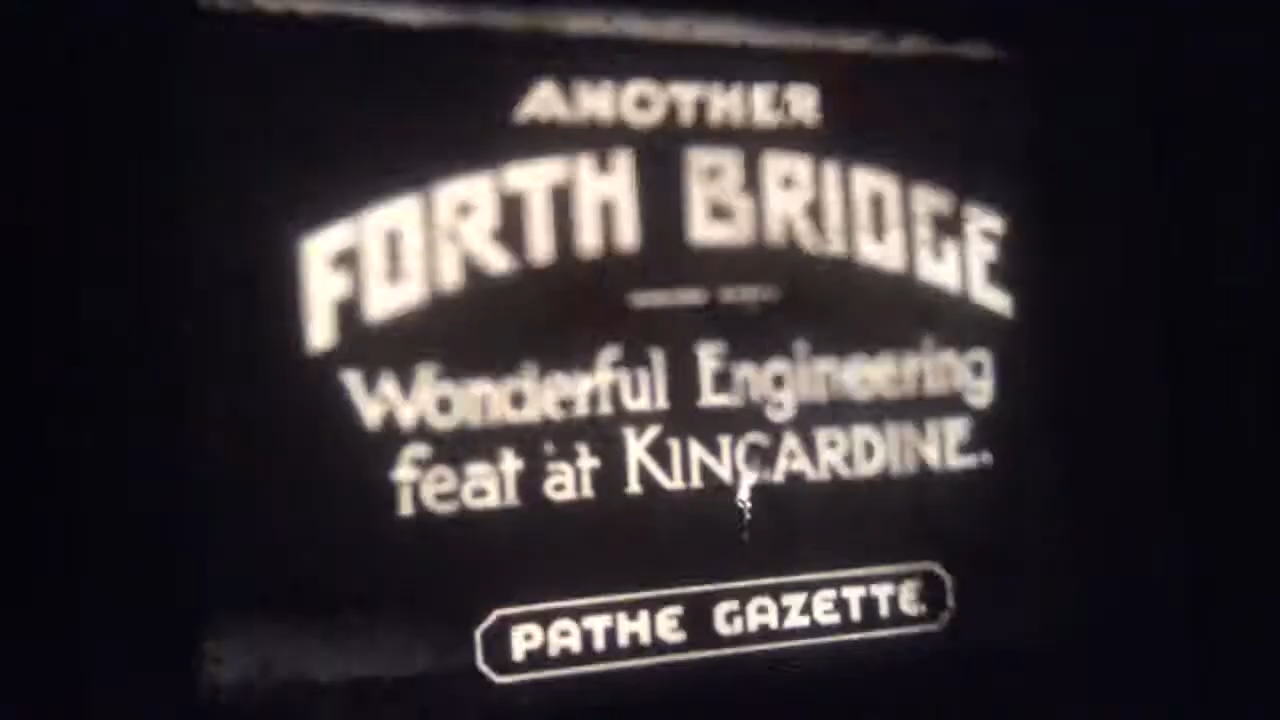 ANOTHER
FORTH BRIDGE
Wonderful Engineering
feat at KINCARDINE.
PATHE GAZETTE